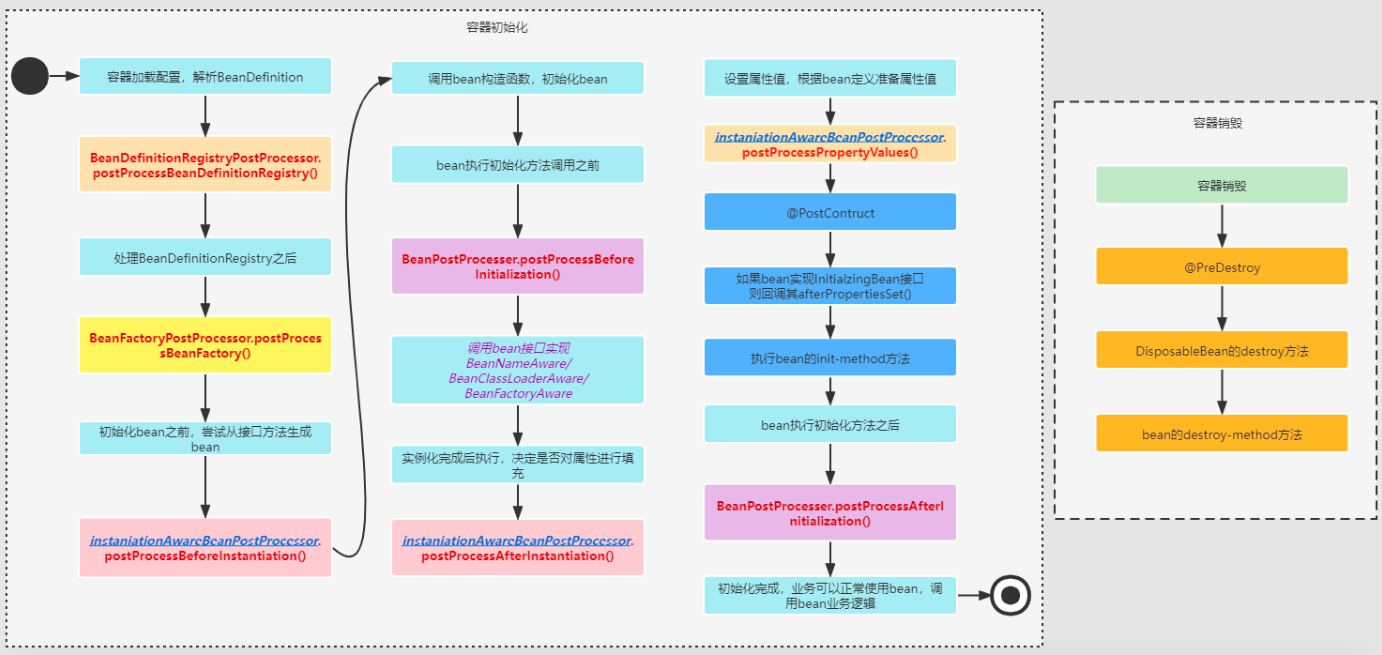 容器初始化
容器加载配置，解析BeanDefinition
BeanDefinitionRegistryPostProcessor.
postProcessBeanDefinitionRegistry()
处理BeanDefinitionRegistry之后
BeanFactoryPostProcessor.postProces
sBeanFactory()
初始化bean之前，尝试从接口方法生成
bean
instaniationAwareBeanPostProcessor.
postProcessBeforeInstantiation()
调用bean构造函数，初始化bean
bean执行初始化方法调用之前
BeanPostProcesser.postProcessBefore
Initialization()
调用bean接口实现
BeanNameAware/
BeanClassLoaderAware/
BeanFactoryAware
实例化完成后执行，决定是否对属性进行填
充
instaniationAwareBeanPostProcessor.
postProcessAfterInstantiation()
设置属性值，根据bean定义准备属性值
instaniationAwareBeanPostProcessor.
postProcessPropertyValues()
@PostContruct
如果bean实现InitialzingBean接口
则回调其afterPropertiesSet()
执行bean的init-method方法
bean执行初始化方法之后
BeanPostProcesser.postProcessAfterI
nitialization()
初始化完成，业务可以正常使用bean，调
用bean业务逻辑
容器销毁
容器销毁
@PreDestroy
DisposableBean的destroy方法
bean的destroy-method方法